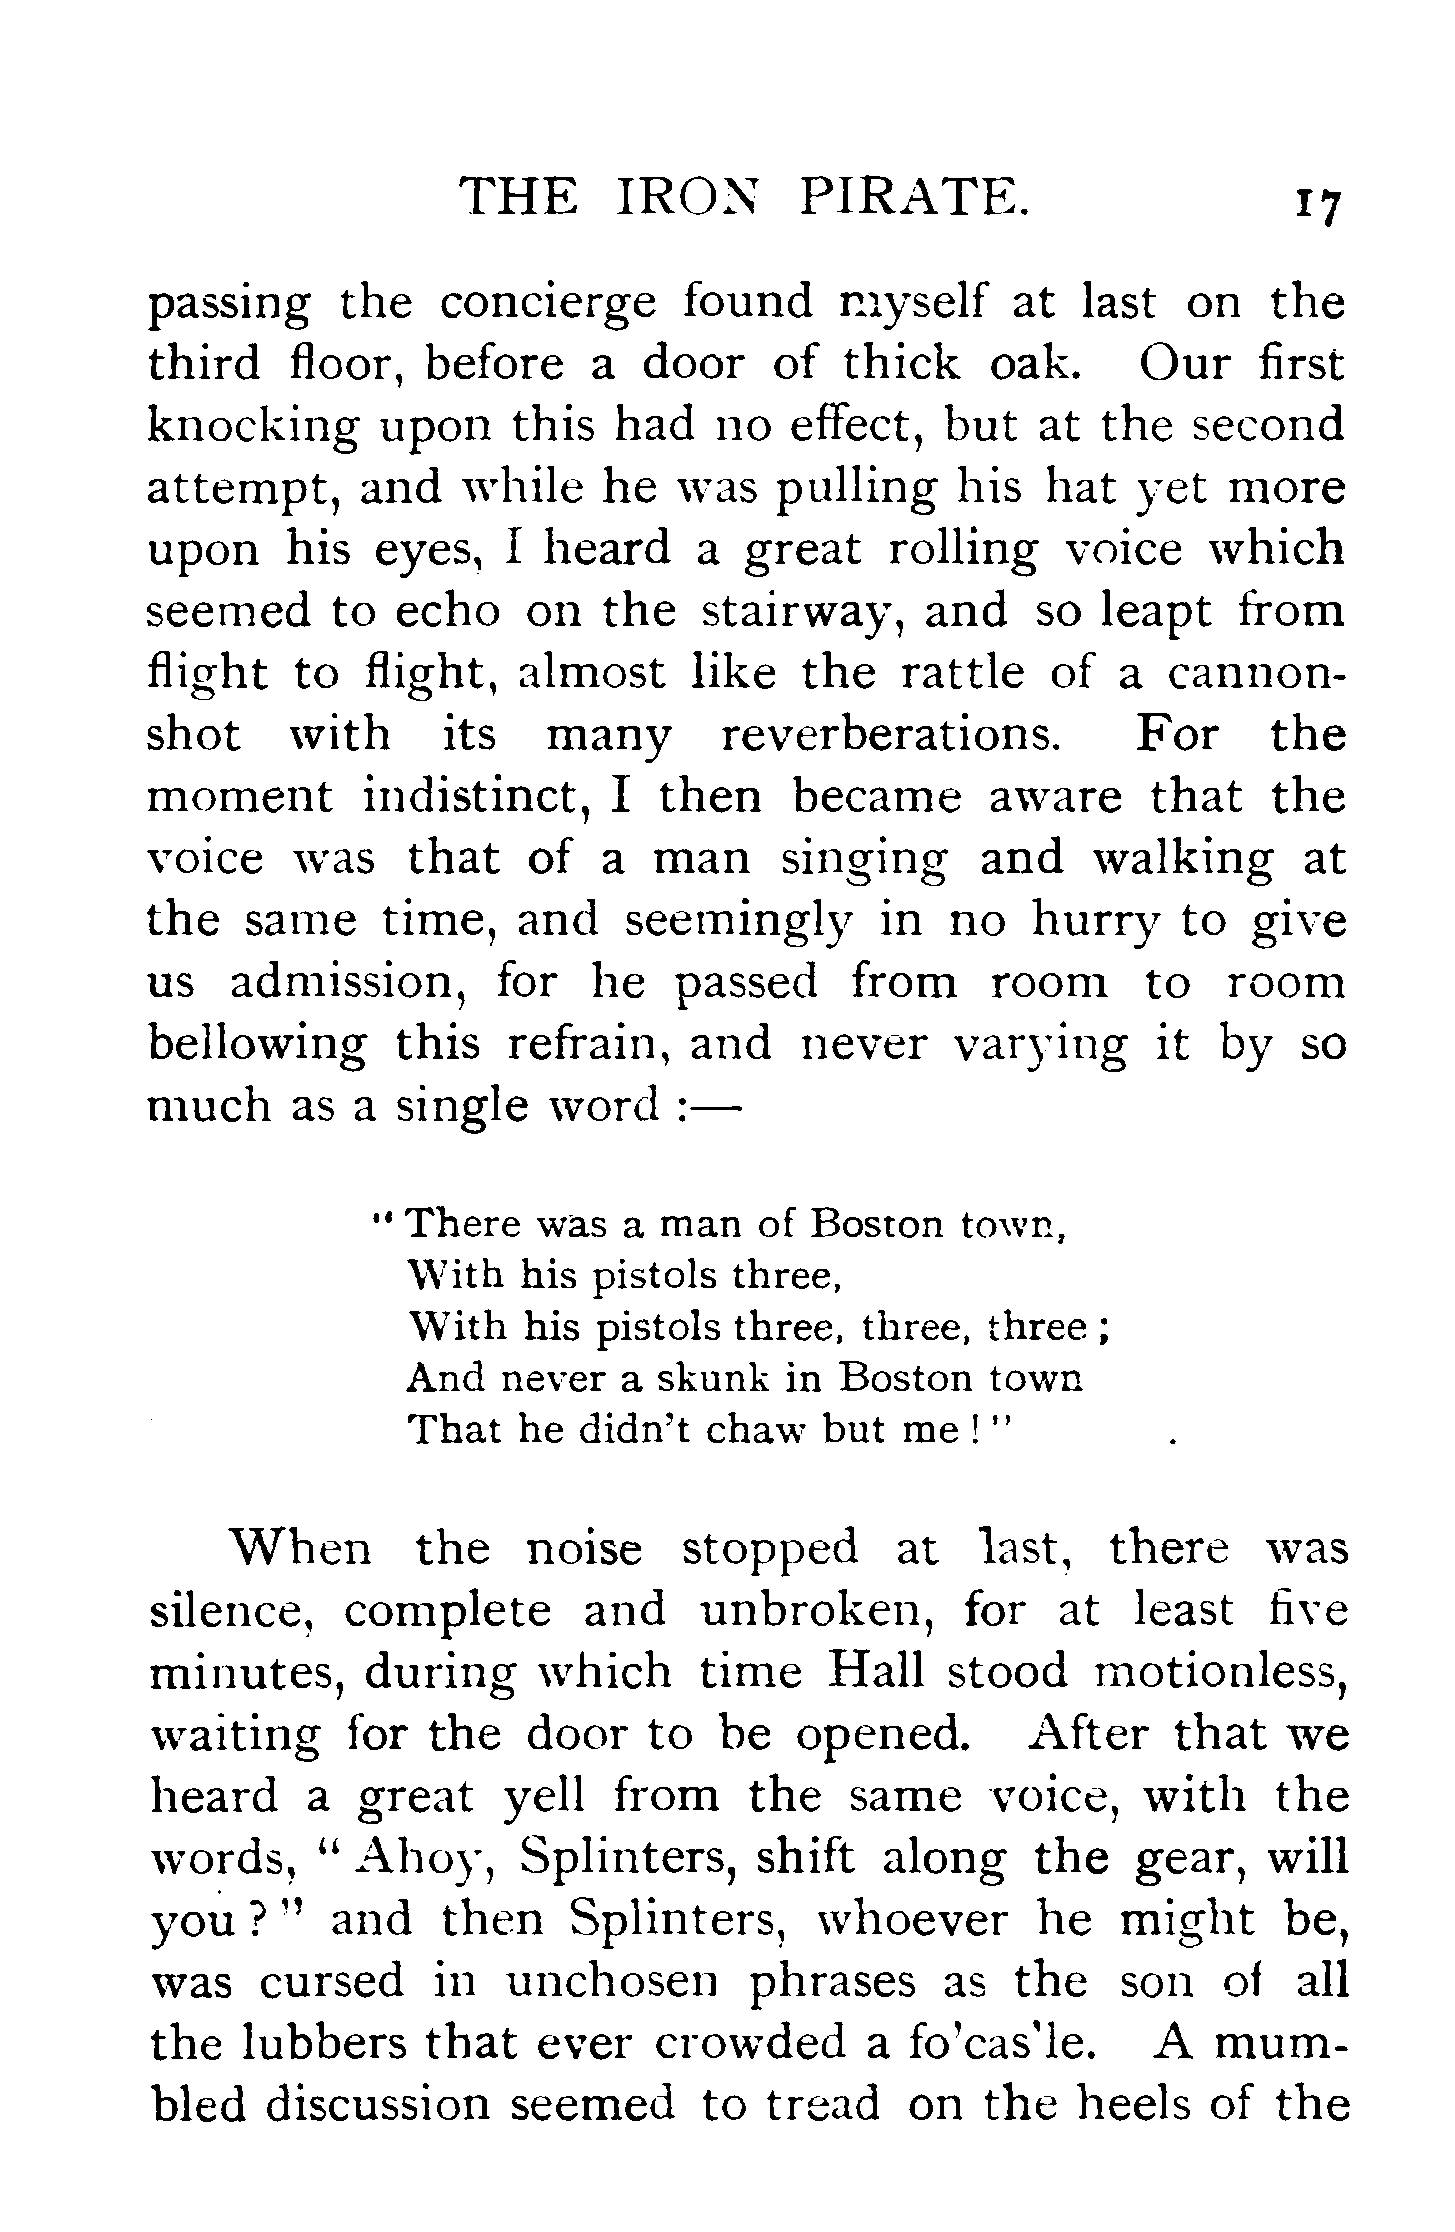 THE IRON PIRATE. 17
passing the concierge found myself at last on the
third floor, before a door of thick oak. Our first
knocking upon this had no effect, but at the second
attempt, and while he was pulling his hat yet more
upon his eyes, I heard a great rolling voice which
seemed to echo on the stairway, and so leapt from
flight to flight, almost like the rattle of a cannon-
shot with its many reverberations. For the
moment indistinct, I then became aware that the
voice was that of a man singing and walking at
the same time, and seemingly in no hurry to give
us admission, for he passed from room to room
bellowing this refrain, and never varying it by so
much as a single word :—
" There was a man of Boston town,
With his pistols three,
With his pistols three, three, three ;
And never a skunk in Boston town
That he didn't chaw but me ! "
When the noise stopped at last, there was
silence, complete and unbroken, for at least five
minutes, during which time Hall stood motionless,
waiting for the door to be opened. After that we
heard a great yell from the same voice, with the
words, " Ahoy, Splinters, shift along the gear, will
you ? " and then Splinters, whoever he might be,
was cursed in unchosen phrases as the son of all
the lubbers that ever crowded a fo'cas'le. A mum-
bled discussion seemed to tread on the heels of the